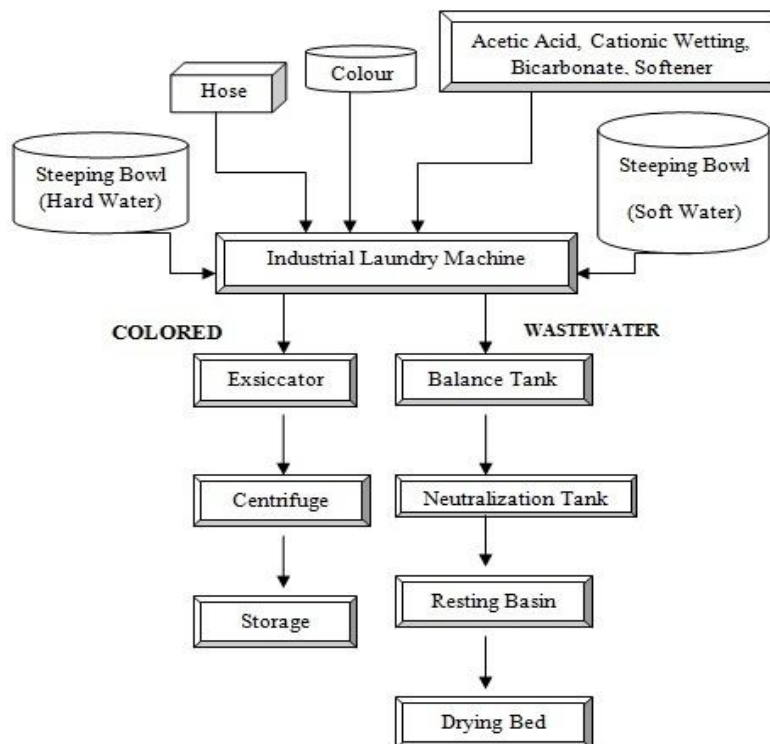 Acetic Acid, Cationic Wetting,
Bicarbonate, Softener
Colour
Hose
Steeping Bowl
(Hard Water)
Steeping Bowl
(Soft Water)
Industrial Laundry Machine
COLORED
WASTEWATER
Exsiccator
Balance Tank
Centrifuge
Neutralization Tank
Storage
Resting Basin
Drying Bed